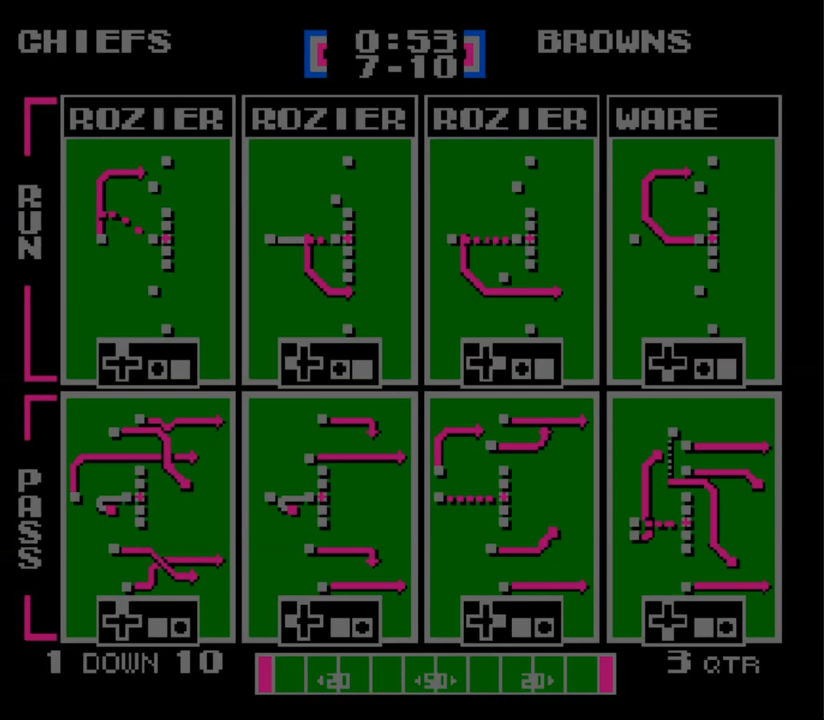 CHIEFS 0:53 BROWNS
7-10
ROZIER ROZIER ROZIER WARE
RUN
PASS
1 DOWN 10 3 QTR
◂20 ◂50▸ 20▸